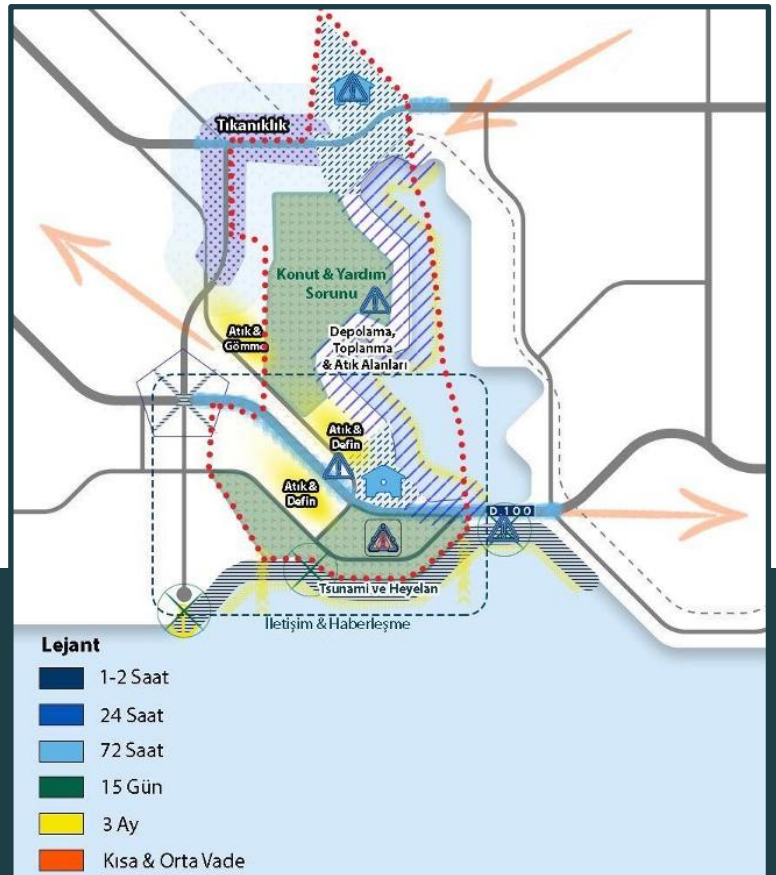 Tıkanıklık
Konut & Yardım
Sorunu
Atık &
Gömme
Depolama,
Toplanma
& Atık Alanları
Atık &
Defin
Atık &
Defin
D.100
Tsunami ve Heyelan
İletişim & Haberleşme
Lejant
1-2 Saat
24 Saat
72 Saat
15 Gün
3 Ay
Kısa & Orta Vade